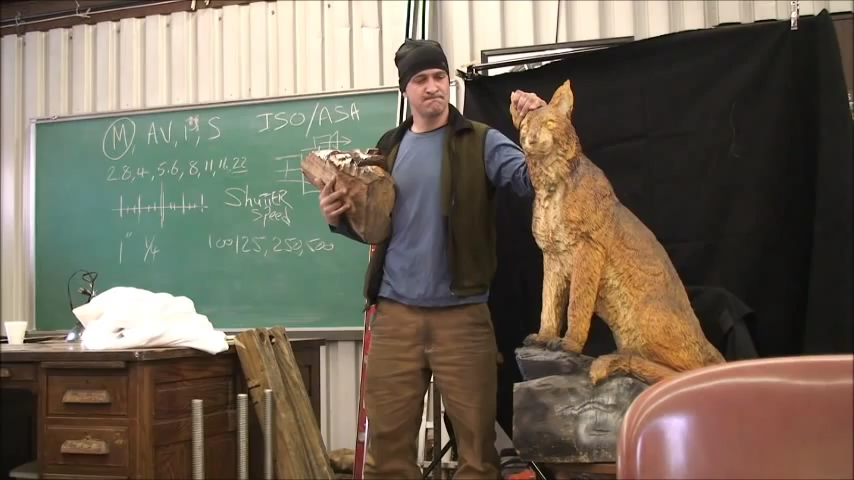 M, AV, P, S
ISO/ASA
2.8, 4, 5.6, 8, 11, 16, 22
Shutter
Speed
1" 1/4
100 125, 250, 500